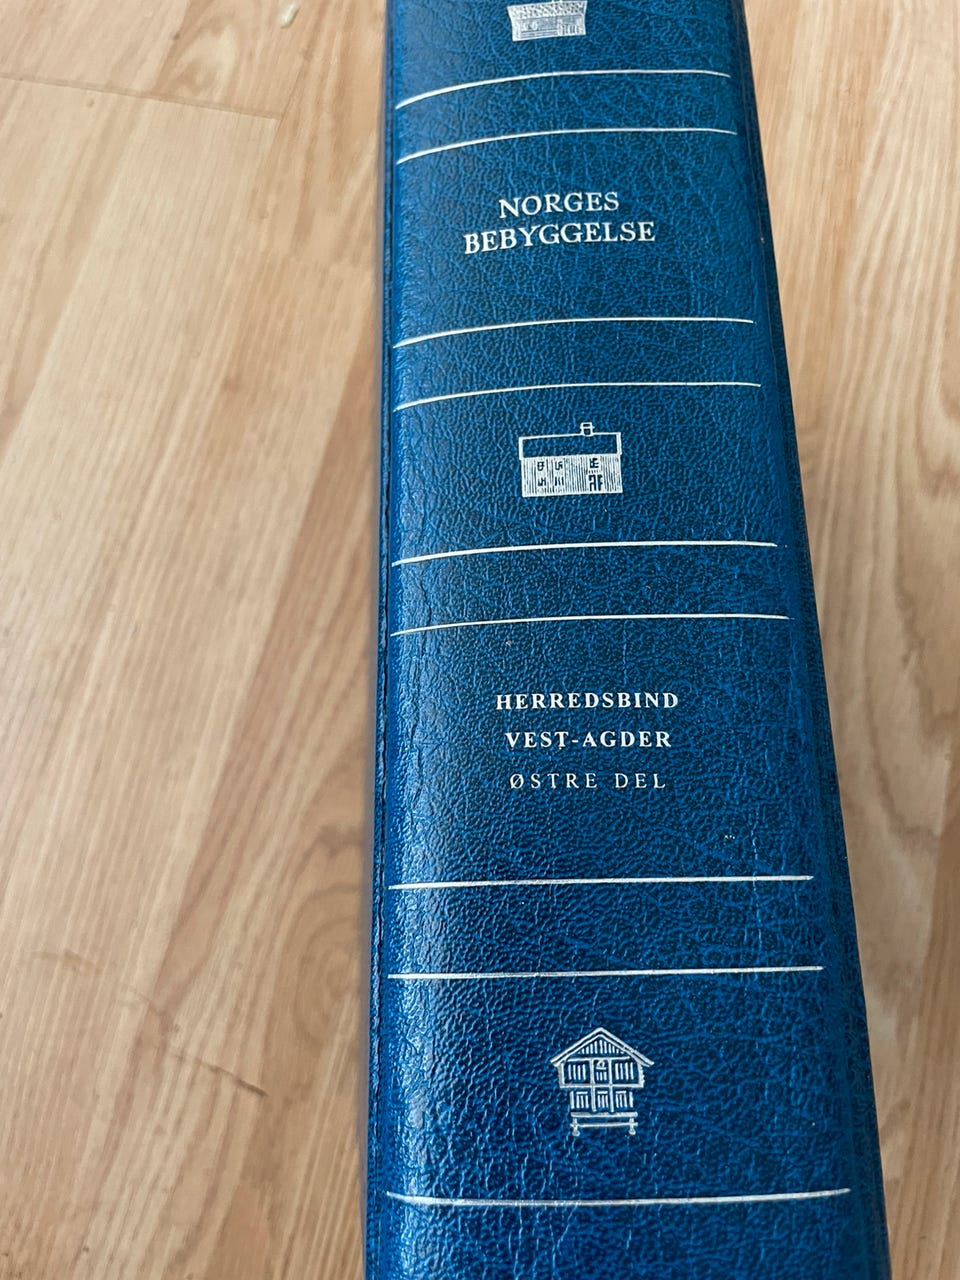 NORGES
BEBYGGELSE
HERREDSBIND
VEST-AGDER
ØSTRE DEL